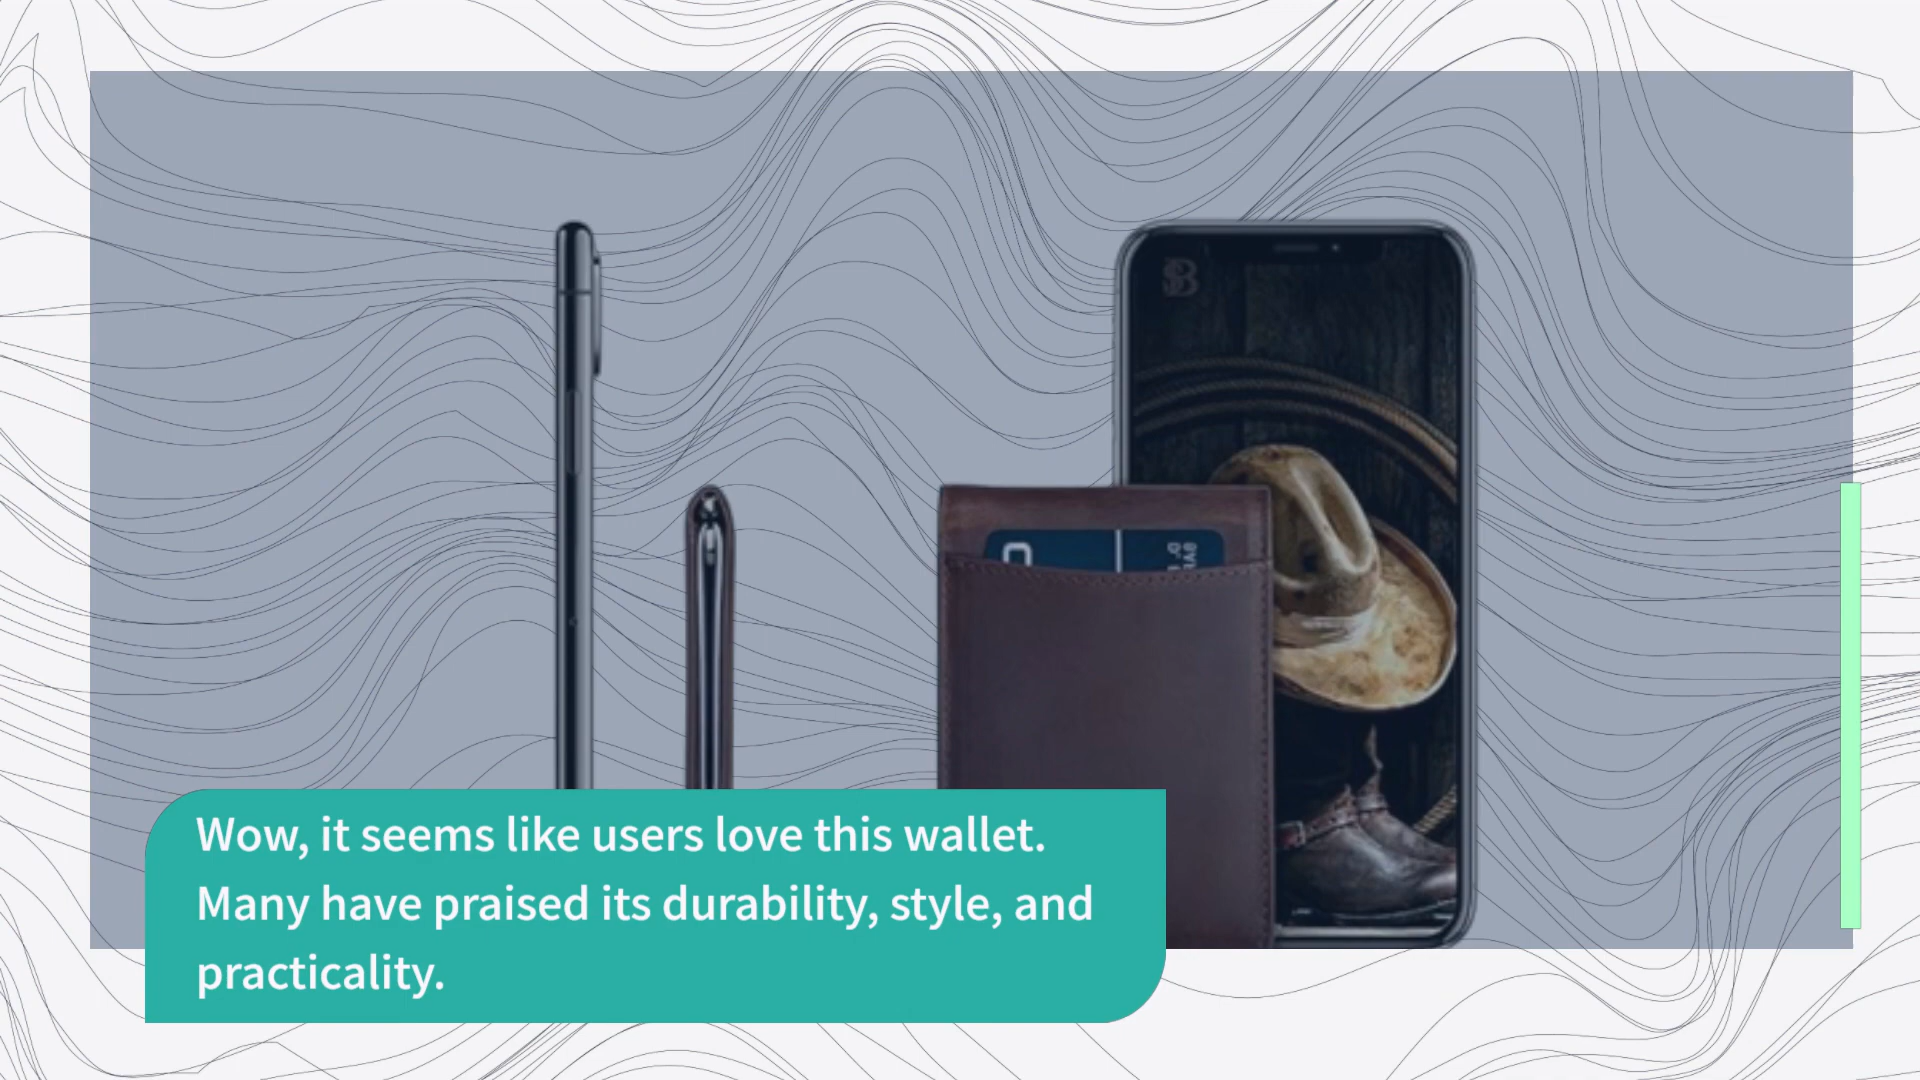 B
Wow, it seems like users love this wallet.
Many have praised its durability, style, and
practicality.